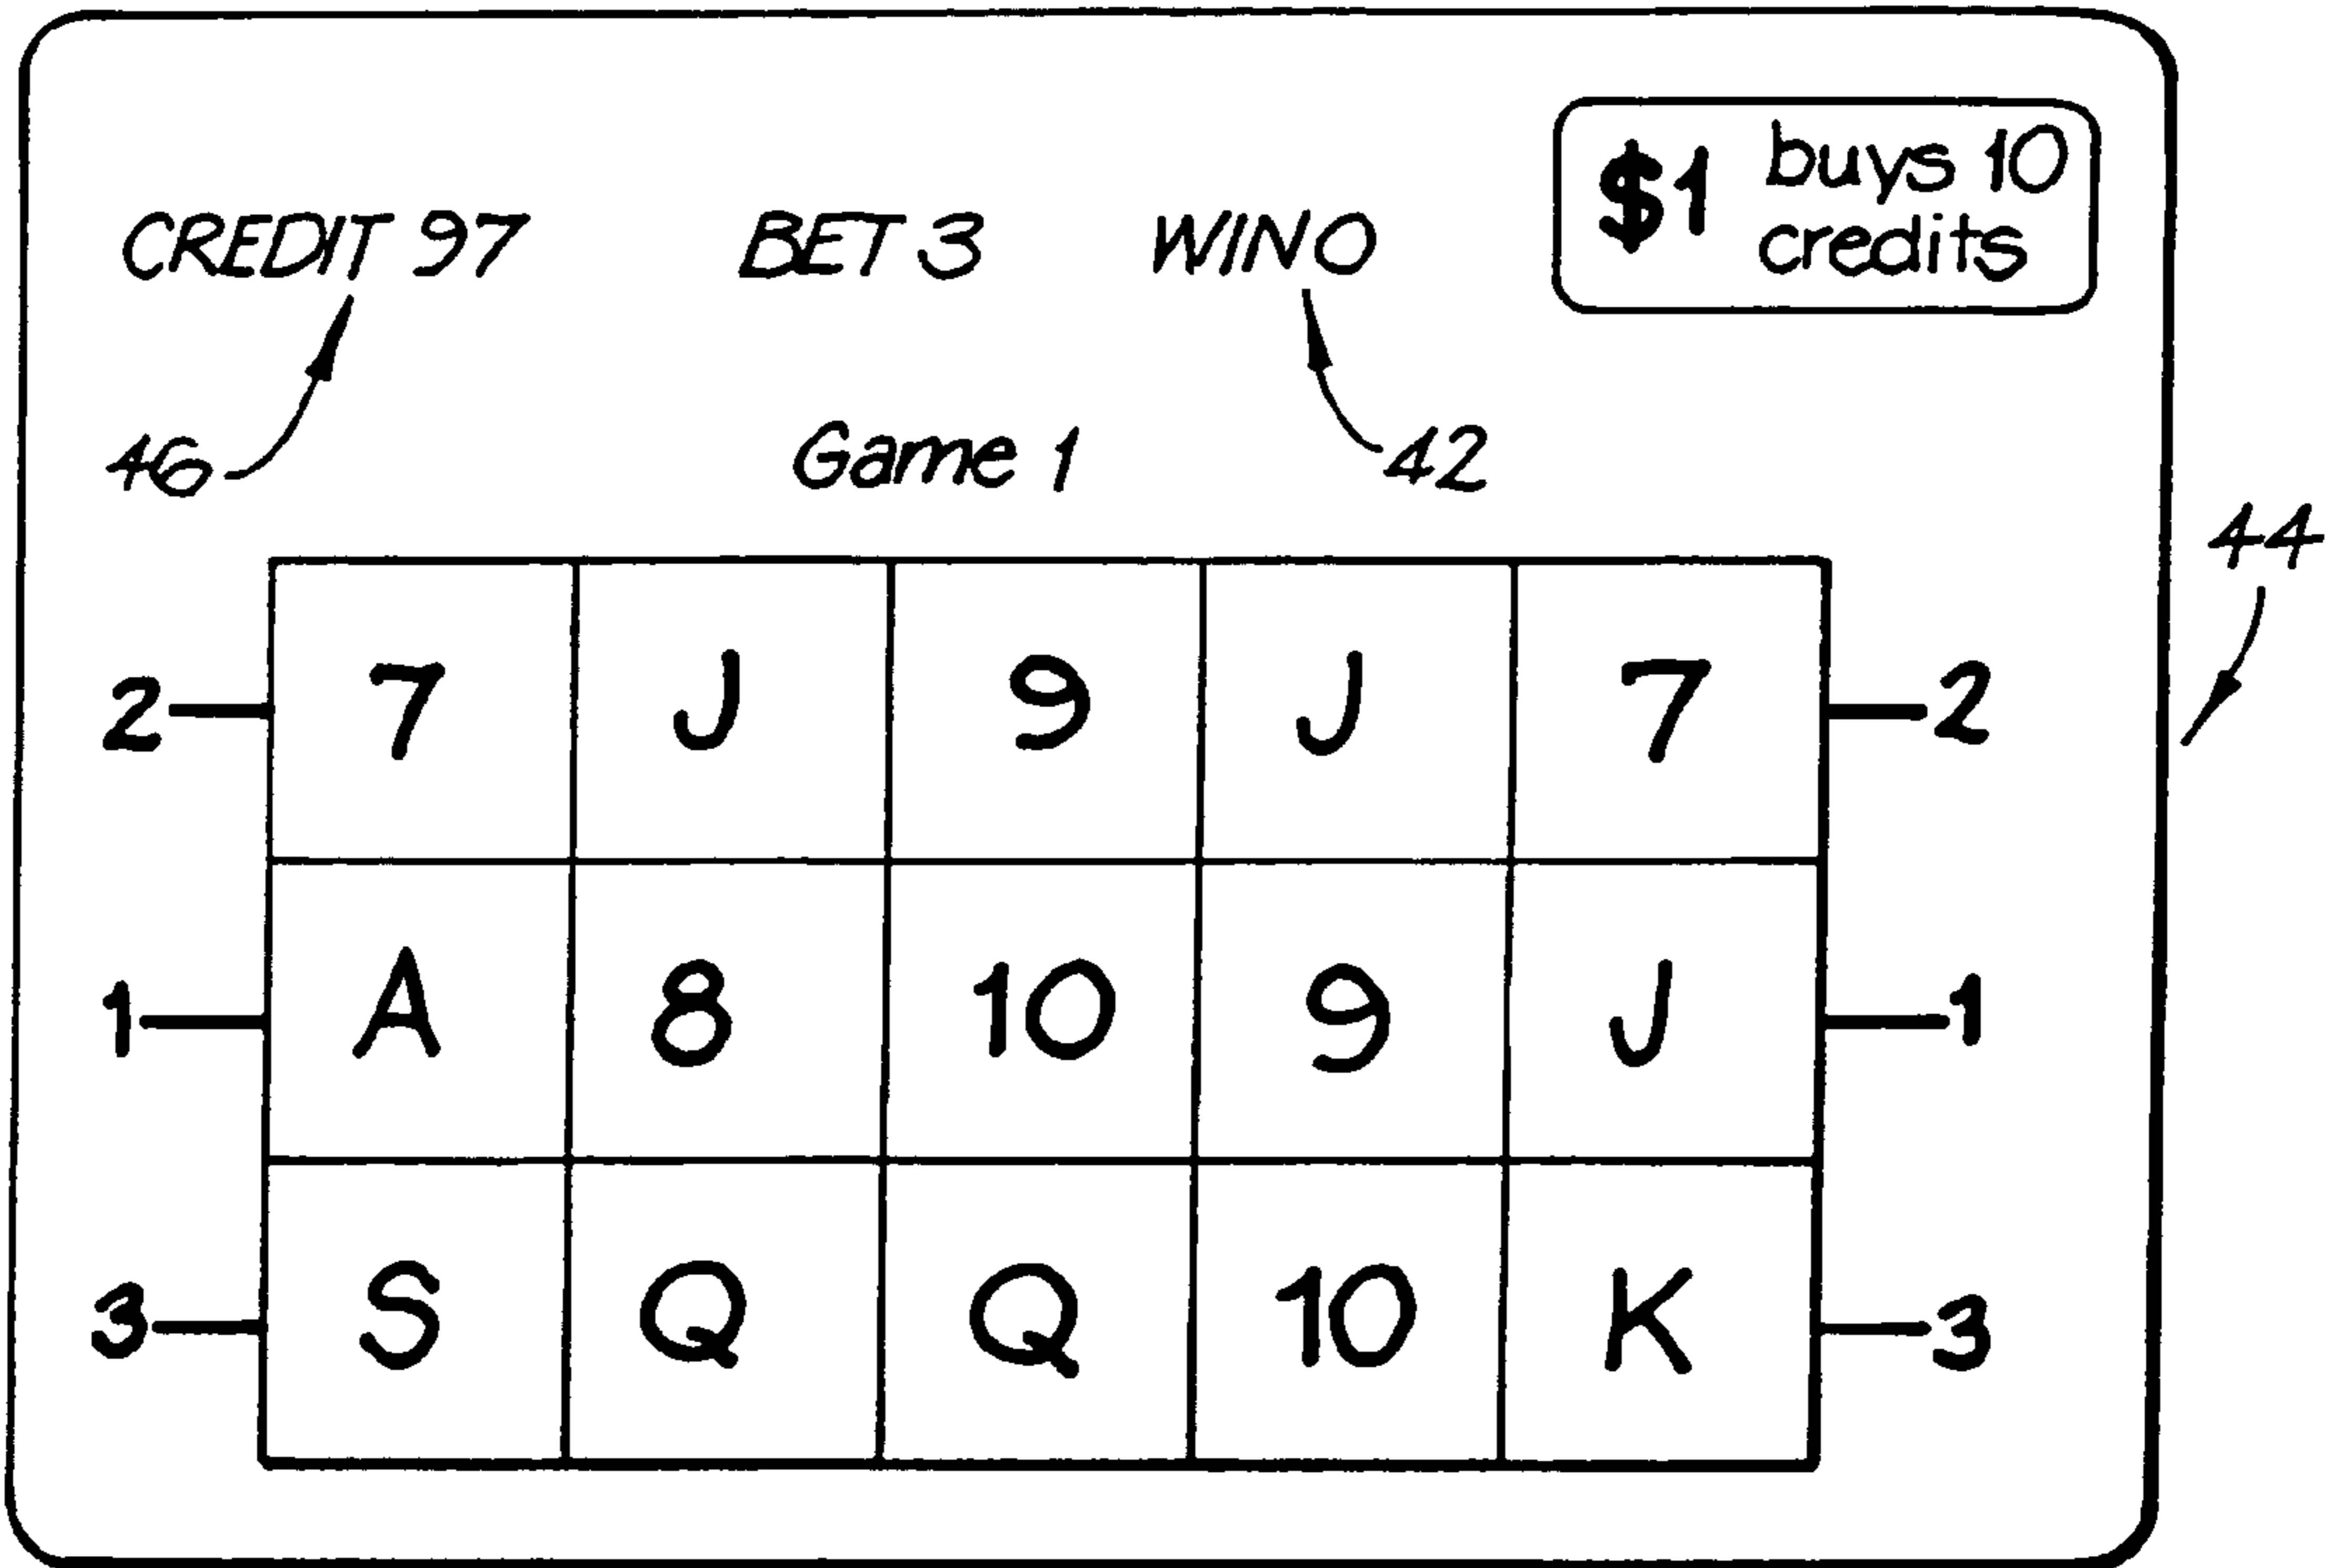 $1 buys 10
credits
CREDIT 97 BET 3 WIN 0
46 Game 1 42
44
2 7 J 9 J 7 2
1 A 8 10 9 J 1
3 S Q Q 10 K 3